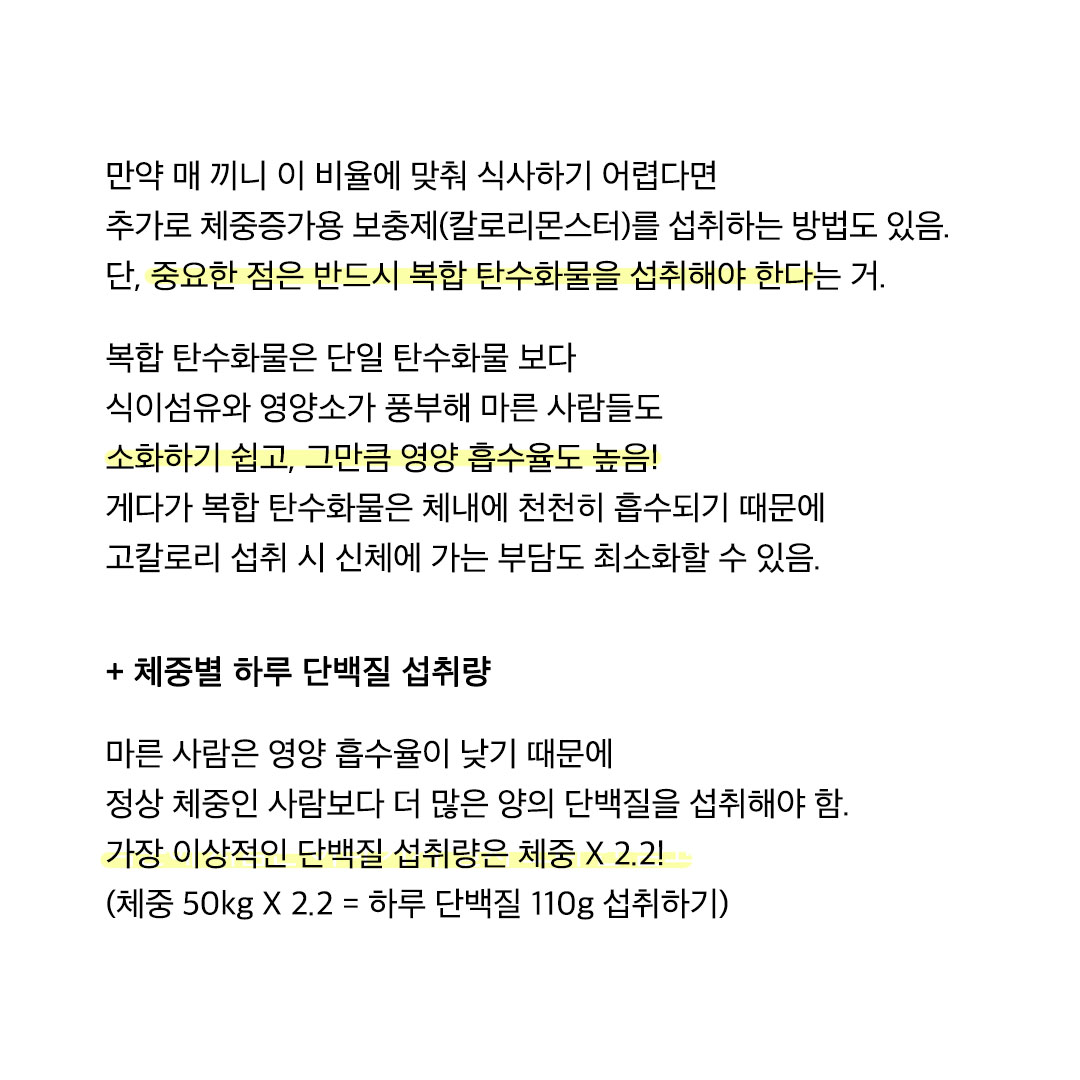 만약 매 끼니 이 비율에 맞춰 식사하기 어렵다면
추가로 체중증가용 보충제(칼로리몬스터)를 섭취하는 방법도 있음.
단, 중요한 점은 반드시 복합 탄수화물을 섭취해야 한다는 거.
복합 탄수화물은 단일 탄수화물 보다
식이섬유와 영양소가 풍부해 마른 사람들도
소화하기 쉽고, 그만큼 영양 흡수율도 높음!
게다가 복합 탄수화물은 체내에 천천히 흡수되기 때문에
고칼로리 섭취 시 신체에 가는 부담도 최소화할 수 있음.
+ 체중별 하루 단백질 섭취량
마른 사람은 영양 흡수율이 낮기 때문에
정상 체중인 사람보다 더 많은 양의 단백질을 섭취해야 함.
가장 이상적인 단백질 섭취량은 체중 X 2.2!
(체중 50kg X 2.2 = 하루 단백질 110g 섭취하기)